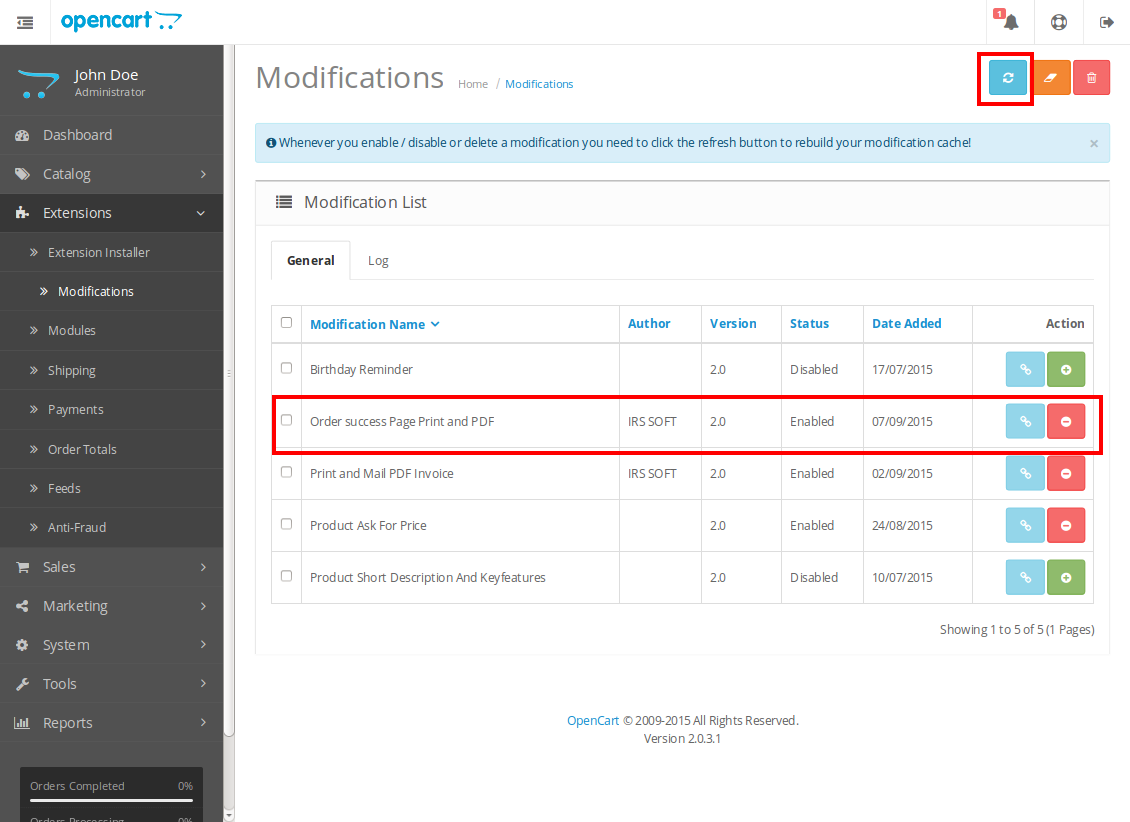 opencart
1
John Doe
Administrator
Dashboard
Catalog
Extensions
Extension Installer
Modifications
Modules
Shipping
Payments
Order Totals
Feeds
Anti-Fraud
Sales
Marketing
System
Tools
Reports
Orders Completed 0%
Orders Processing 0%
Modifications Home / Modifications
Whenever you enable / disable or delete a modification you need to click the refresh button to rebuild your modification cache! ×
Modification List
General Log
Modification Name Author Version Status Date Added Action
Birthday Reminder 2.0 Disabled 17/07/2015
Order success Page Print and PDF IRS SOFT 2.0 Enabled 07/09/2015
Print and Mail PDF Invoice IRS SOFT 2.0 Enabled 02/09/2015
Product Ask For Price 2.0 Enabled 24/08/2015
Product Short Description And Keyfeatures 2.0 Disabled 10/07/2015
Showing 1 to 5 of 5 (1 Pages)
OpenCart © 2009-2015 All Rights Reserved.
Version 2.0.3.1